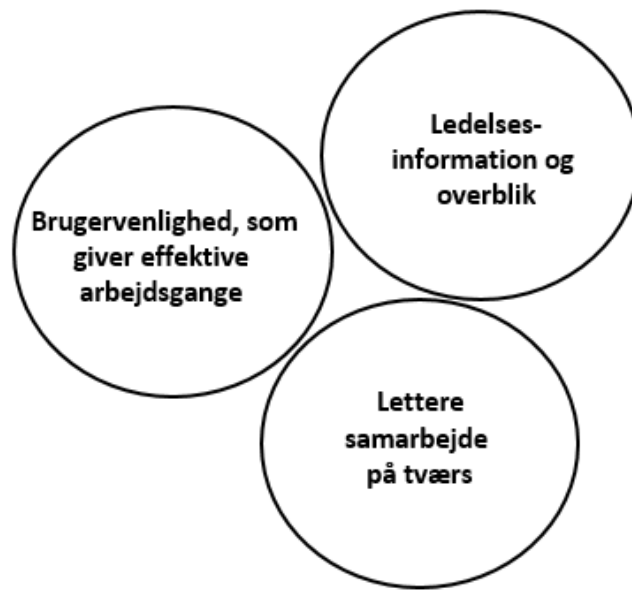 Ledelses-
information og
overblik
Brugervenlighed, som
giver effektive
arbejdsgange
Lettere
samarbejde
på tværs